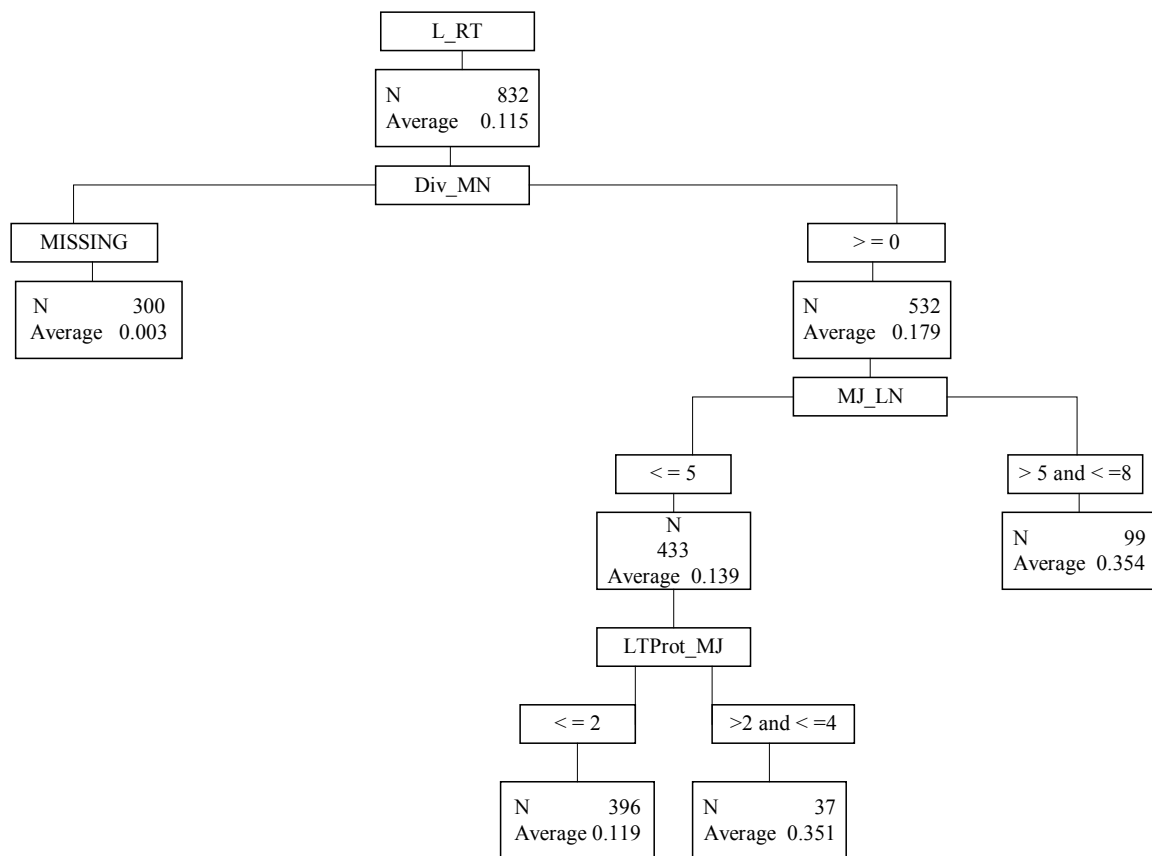 L_RT
N 832
Average 0.115
Div_MN
MISSING
> = 0
N 300
Average 0.003
N 532
Average 0.179
MJ_LN
< = 5
> 5 and < =8
N
433
Average 0.139
N 99
Average 0.354
LTProt_MJ
< = 2
>2 and < =4
N 396
Average 0.119
N 37
Average 0.351